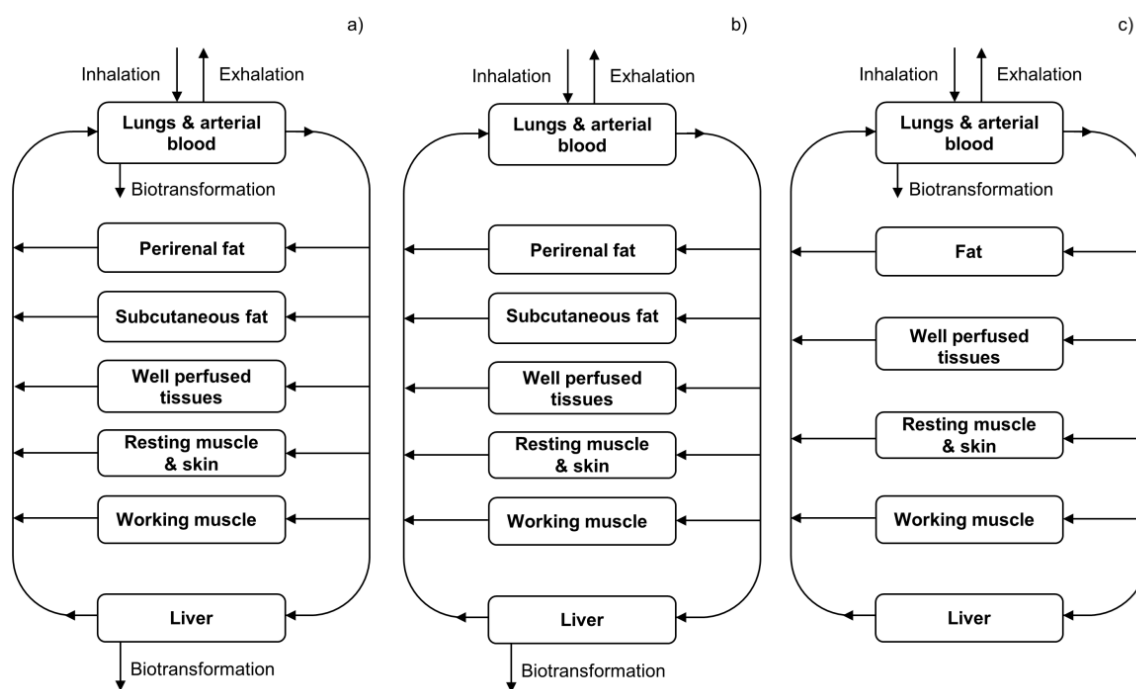 a)
Inhalation
Exhalation
Lungs & arterial
blood
Biotransformation
Perirenal fat
Subcutaneous fat
Well perfused
tissues
Resting muscle
& skin
Working muscle
Liver
Biotransformation
b)
Inhalation
Exhalation
Lungs & arterial
blood
Perirenal fat
Subcutaneous fat
Well perfused
tissues
Resting muscle
& skin
Working muscle
Liver
Biotransformation
c)
Inhalation
Exhalation
Lungs & arterial
blood
Biotransformation
Fat
Well perfused
tissues
Resting muscle
& skin
Working muscle
Liver